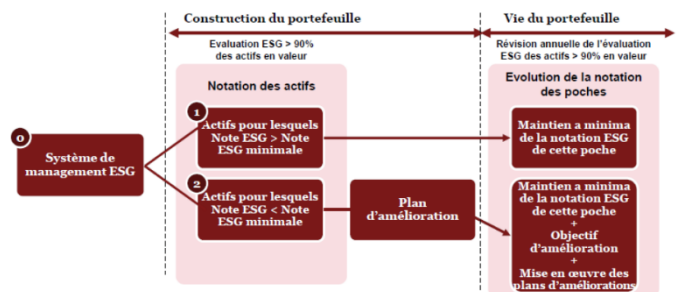 Construction du portefeuille
Vie du portefeuille
Evaluation ESG > 90%
des actifs en valeur
Révision annuelle de l'évaluation
ESG des actifs > 90% en valeur
Notation des actifs
Evolution de la notation
des poches
0
Système de
management ESG
1
Actifs pour lesquels
Note ESG > Note
ESG minimale
Maintien a minima
de la notation ESG
de cette poche
2
Actifs pour lesquels
Note ESG < Note
ESG minimale
Plan
d'amélioration
Maintien a minima
de la notation ESG
de cette poche
+
Objectif
d'amélioration
+
Mise en œuvre des
plans d'améliorations